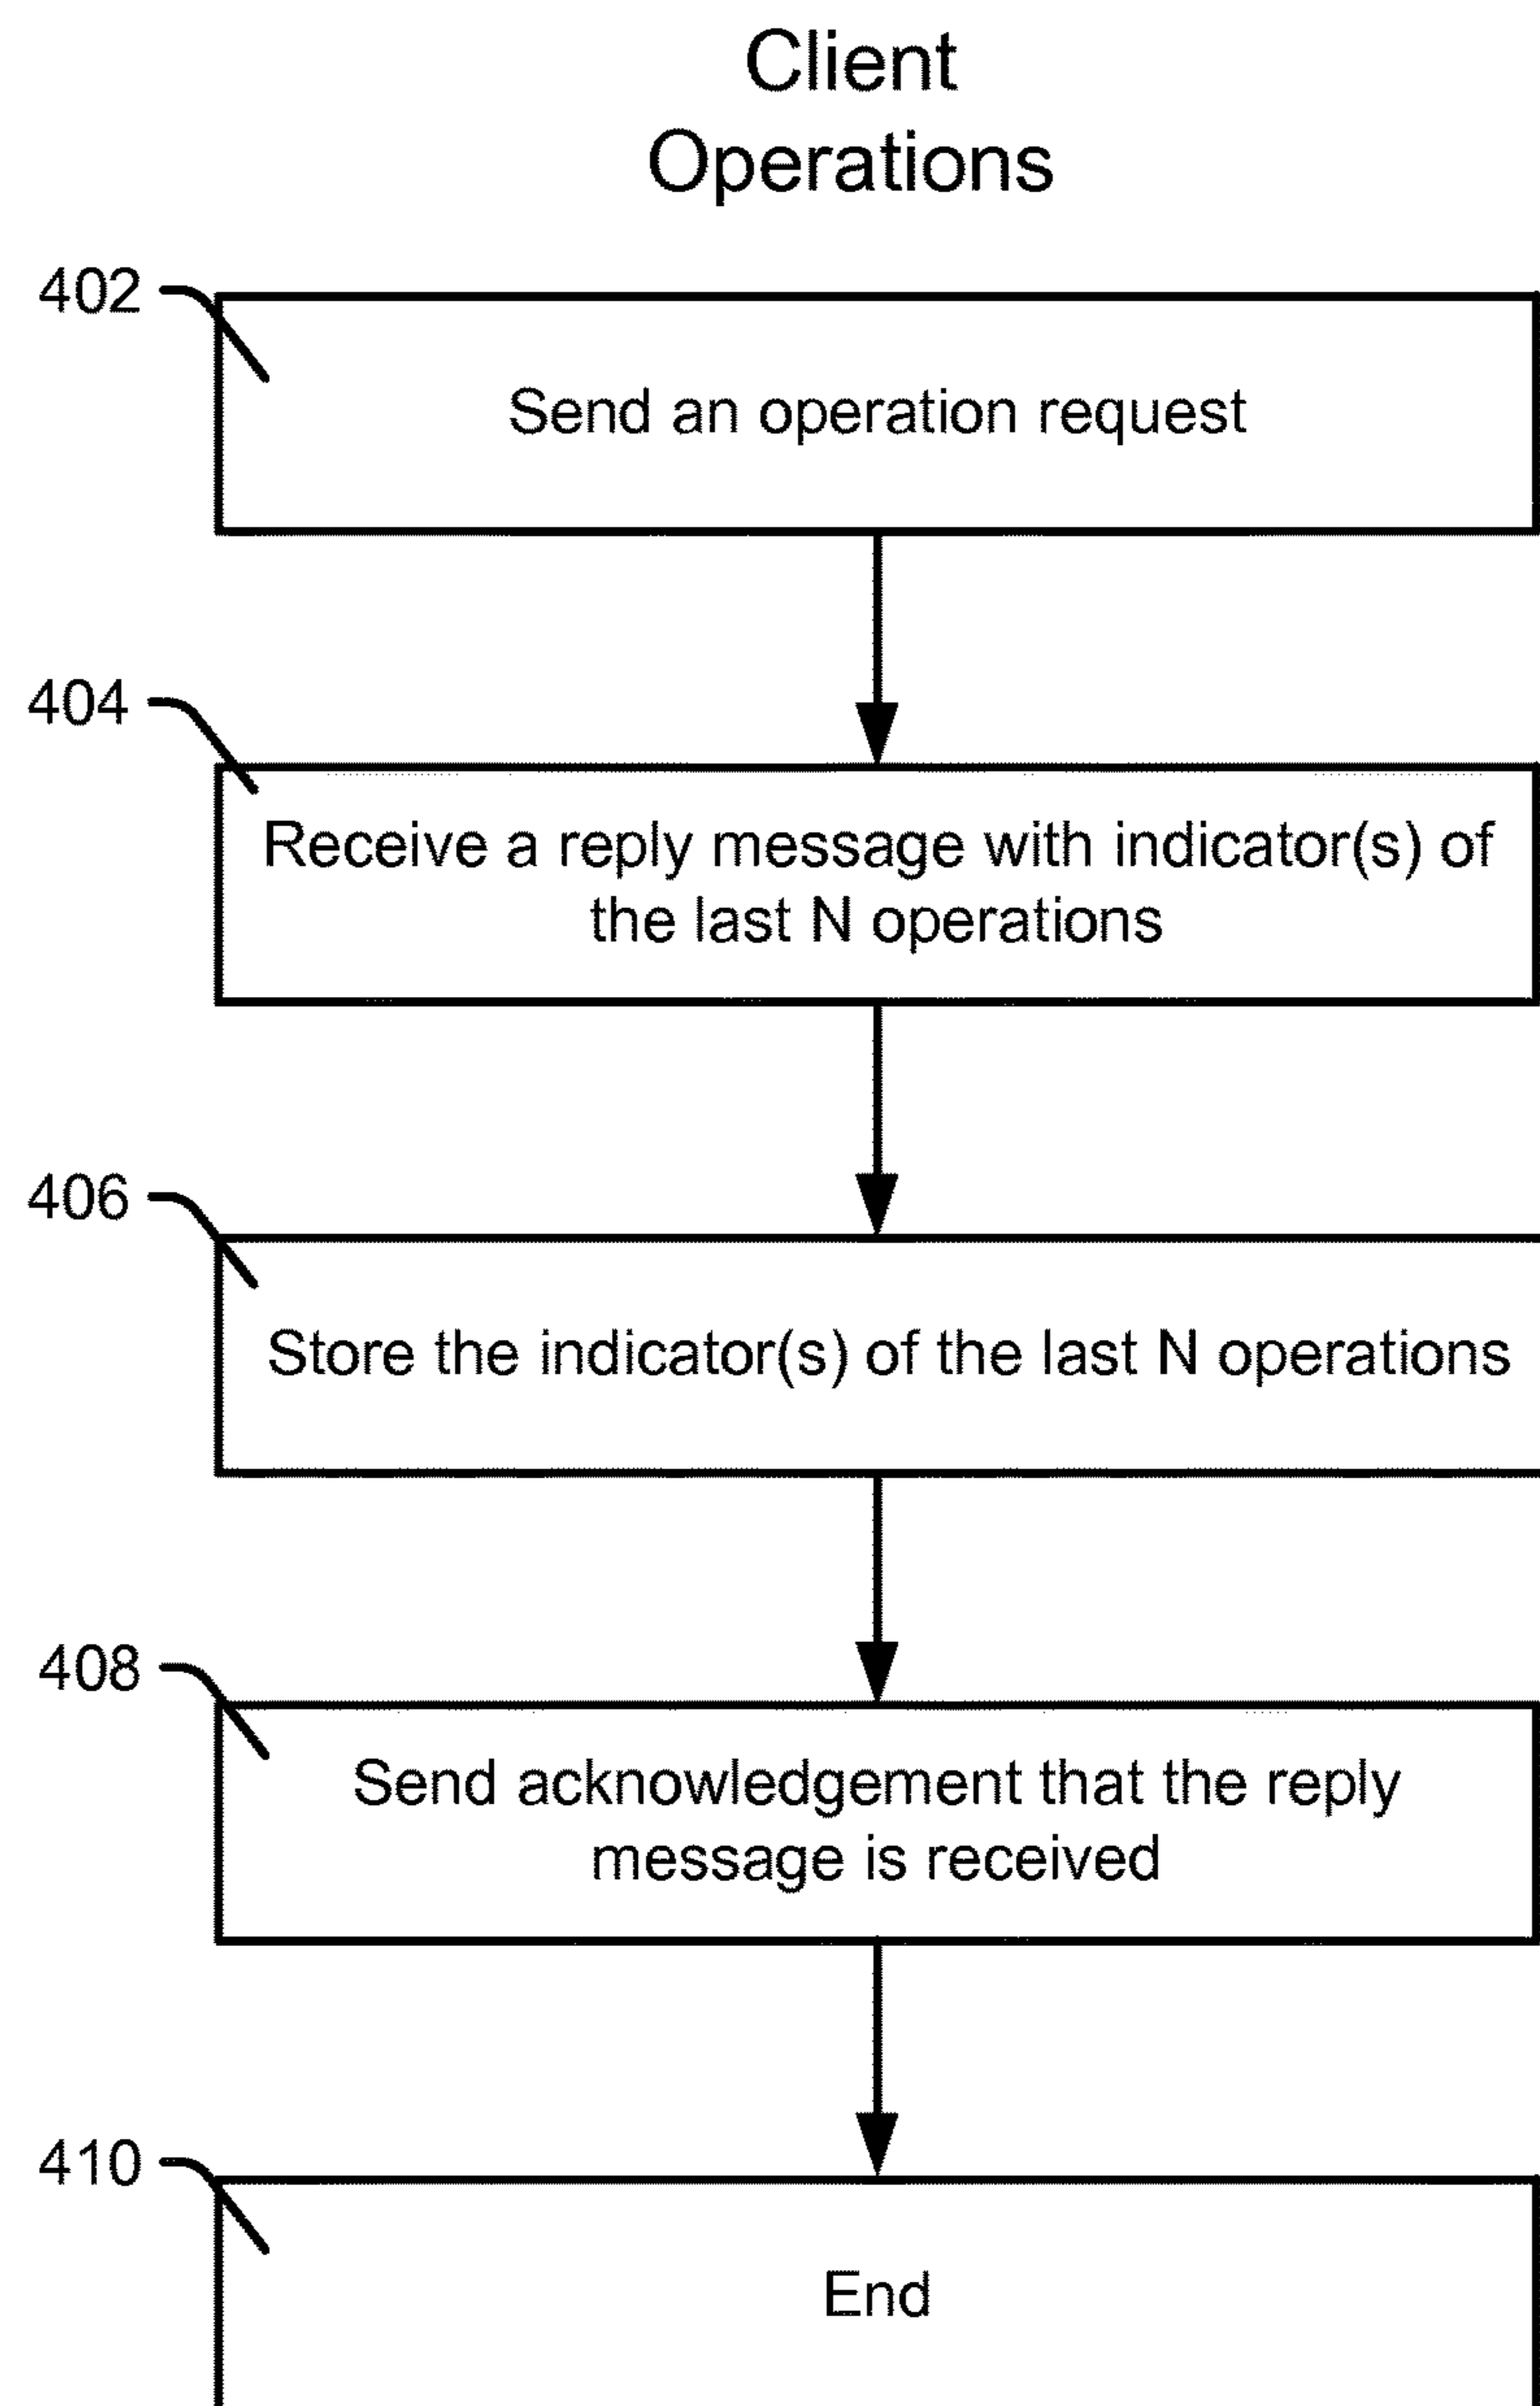 Client
Operations
402
Send an operation request
404
Receive a reply message with indicator(s) of
the last N operations
406
Store the indicator(s) of the last N operations
408
Send acknowledgement that the reply
message is received
410
End